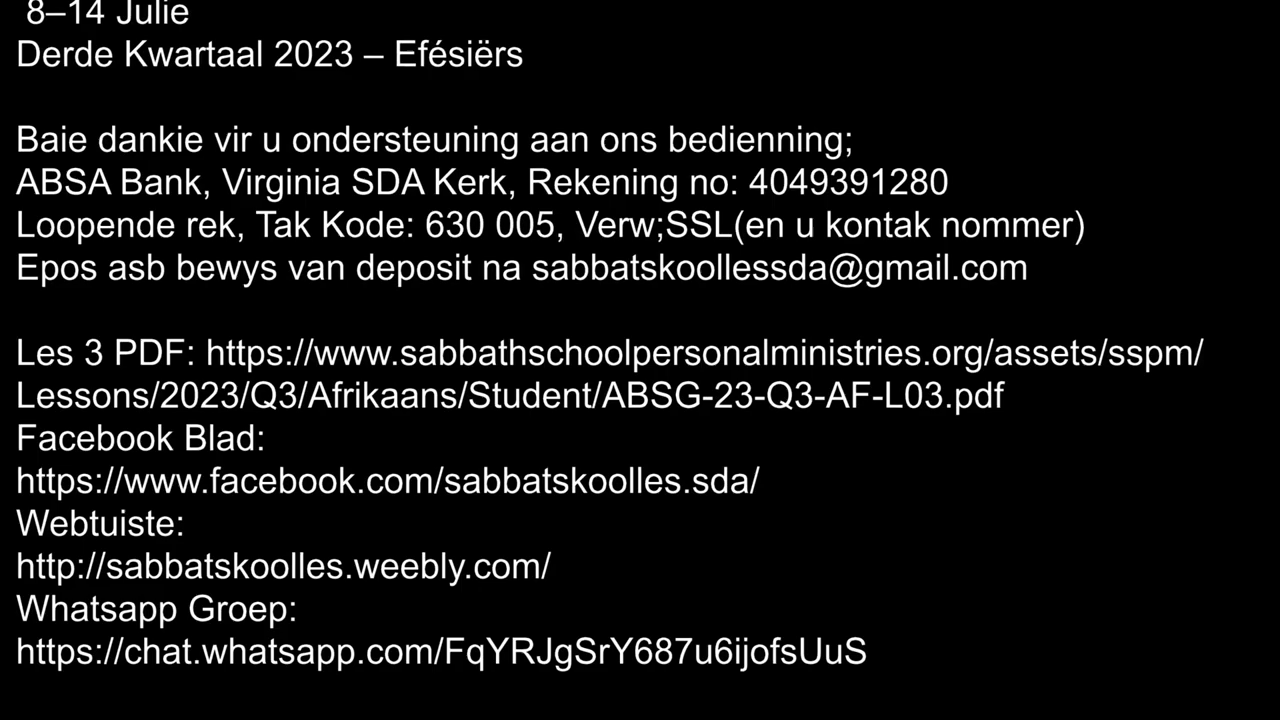 8–14 Julie
Derde Kwartaal 2023 – Efésiërs
Baie dankie vir u ondersteuning aan ons bedienning;
ABSA Bank, Virginia SDA Kerk, Rekening no: 4049391280
Loopende rek, Tak Kode: 630 005, Verw;SSL(en u kontak nommer)
Epos asb bewys van deposit na sabbatskoollessda@gmail.com
Les 3 PDF: https://www.sabbathschoolpersonalministries.org/assets/sspm/
Lessons/2023/Q3/Afrikaans/Student/ABSG-23-Q3-AF-L03.pdf
Facebook Blad:
https://www.facebook.com/sabbatskoolles.sda/
Webtuiste:
http://sabbatskoolles.weebly.com/
Whatsapp Groep:
https://chat.whatsapp.com/FqYRJgSrY687u6ijofsUuS